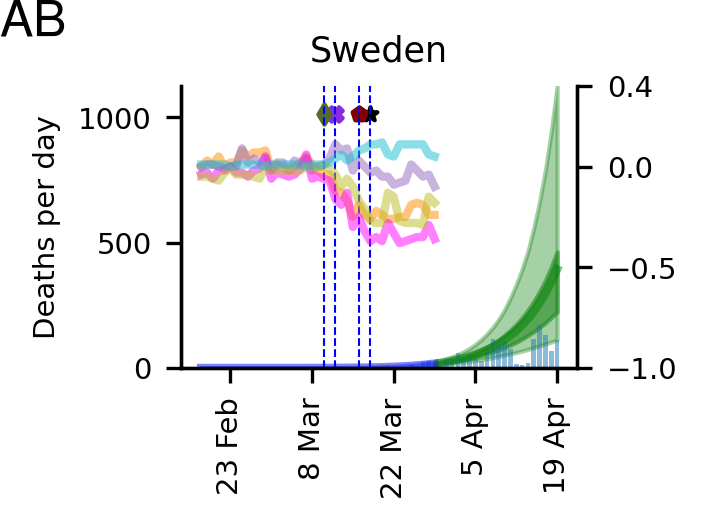 AB
Sweden
Deaths per day
1000
500
0
0.4
0.0
−0.5
−1.0
23 Feb
8 Mar
22 Mar
5 Apr
19 Apr